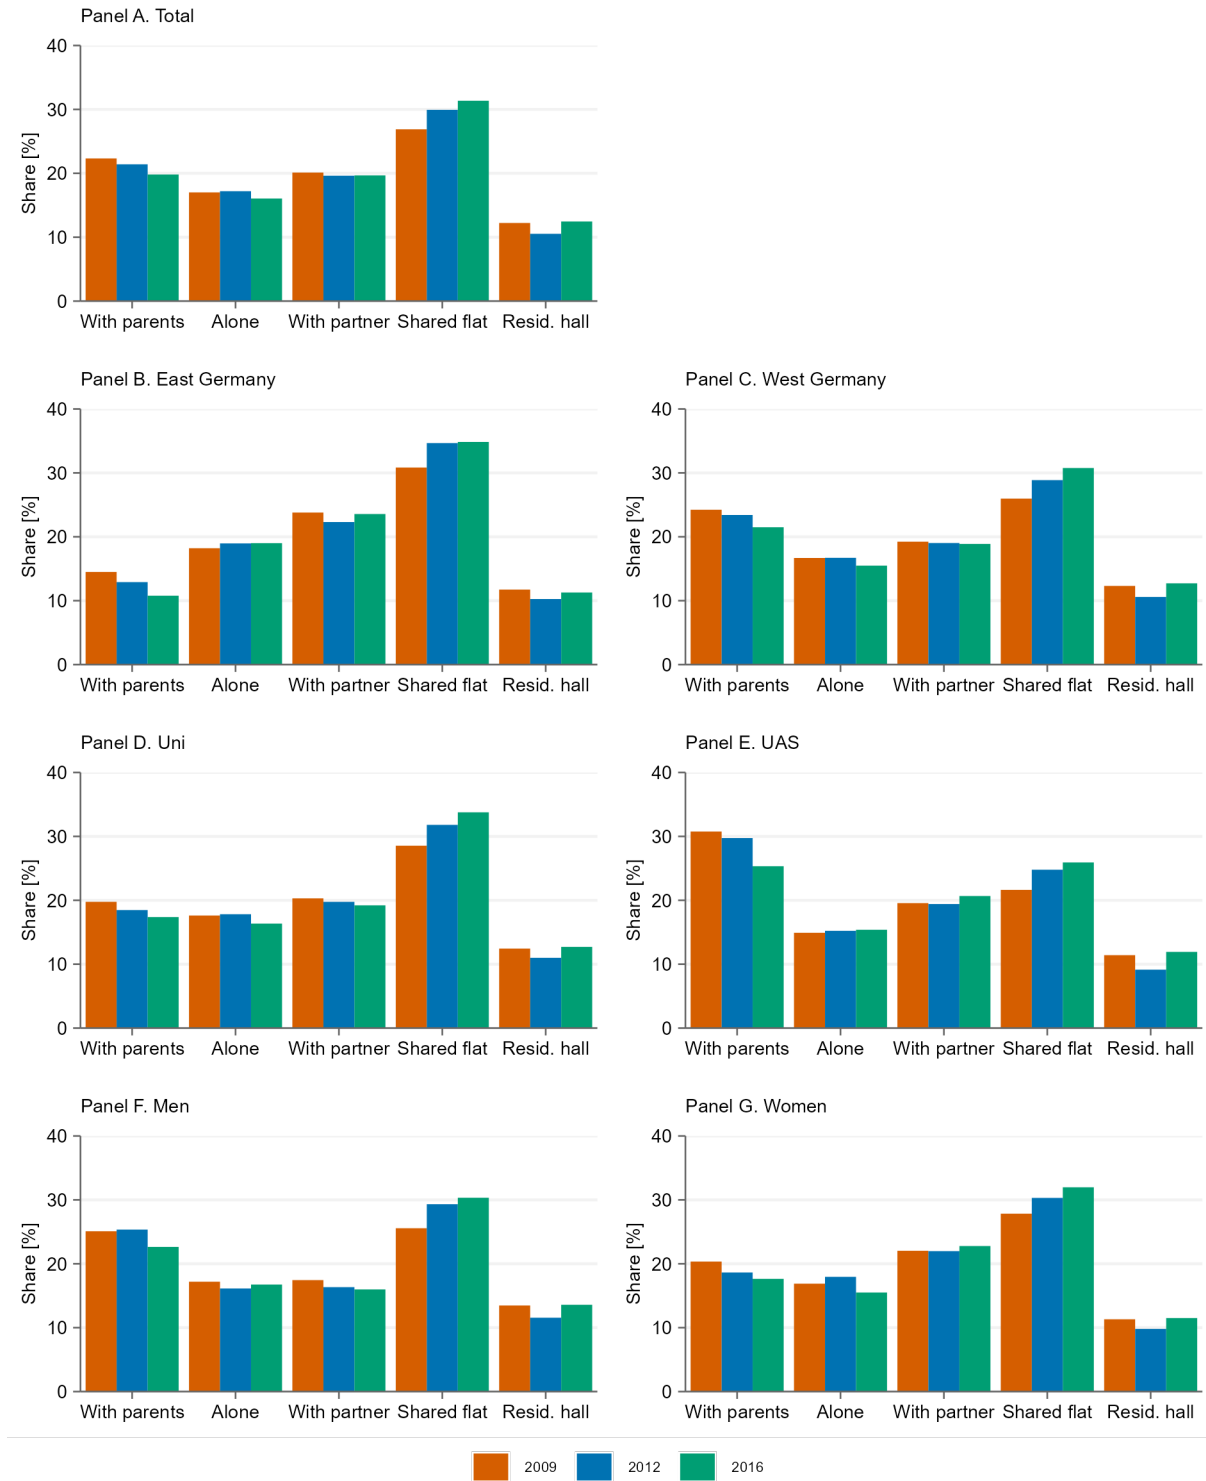 Panel A. Total
40
30
20
10
0
Share [%]
With parents Alone With partner Shared flat Resid. hall
Panel B. East Germany
40
30
20
10
0
Share [%]
With parents Alone With partner Shared flat Resid. hall
Panel C. West Germany
40
30
20
10
0
Share [%]
With parents Alone With partner Shared flat Resid. hall
Panel D. Uni
40
30
20
10
0
Share [%]
With parents Alone With partner Shared flat Resid. hall
Panel E. UAS
40
30
20
10
0
Share [%]
With parents Alone With partner Shared flat Resid. hall
Panel F. Men
40
30
20
10
0
Share [%]
With parents Alone With partner Shared flat Resid. hall
Panel G. Women
40
30
20
10
0
Share [%]
With parents Alone With partner Shared flat Resid. hall
2009 2012 2016